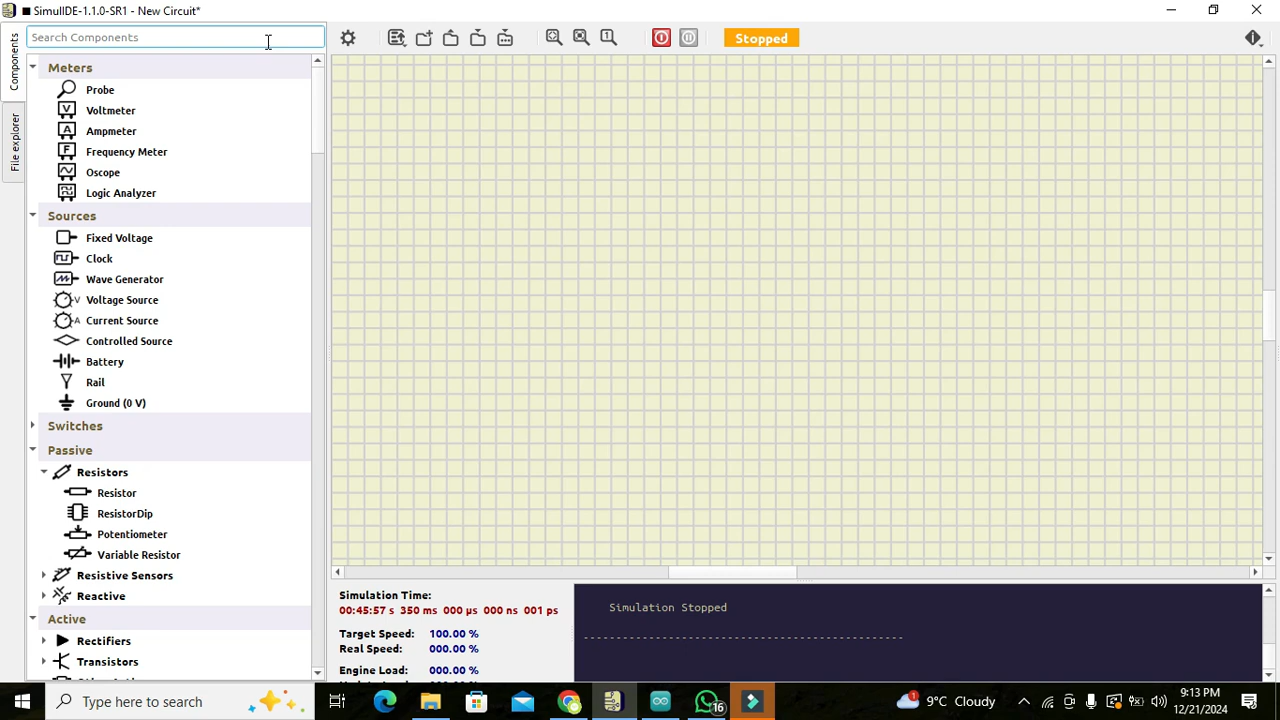 SimulIDE-1.1.0-SR1 - New Circuit*
Components
File explorer
Search Components
Stopped
Meters
Probe
Voltmeter
Ampmeter
Frequency Meter
Oscope
Logic Analyzer
Sources
Fixed Voltage
Clock
Wave Generator
Voltage Source
Current Source
Controlled Source
Battery
Rail
Ground (0 V)
Switches
Passive
Resistors
Resistor
ResistorDip
Potentiometer
Variable Resistor
Resistive Sensors
Reactive
Active
Rectifiers
Transistors
Simulation Time:
00:45:57 s 350 ms 000 µs 000 ns 001 ps
Target Speed: 100.00 %
Real Speed: 000.00 %
Engine Load: 000.00 %
Simulation Stopped
Type here to search
16
1
9°C Cloudy
9:13 PM
12/21/2024